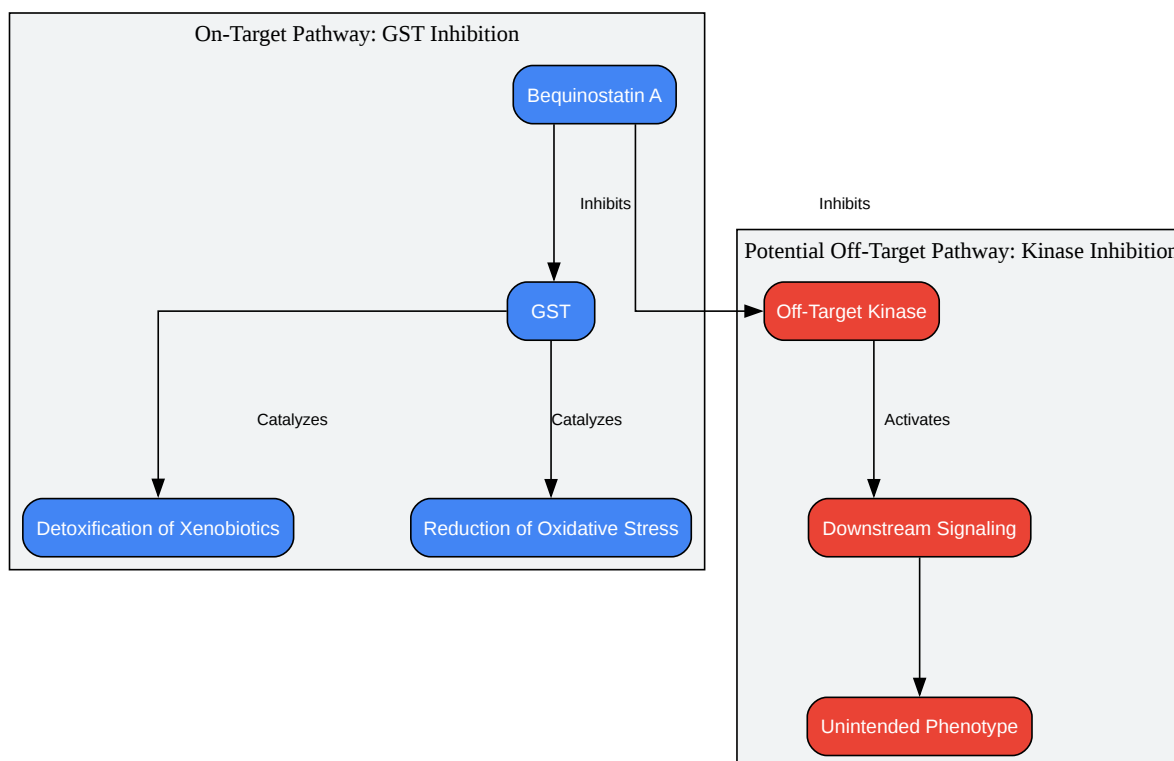 On-Target Pathway: GST Inhibition
Bequinostatin A
Inhibits
Inhibits
Potential Off-Target Pathway: Kinase Inhibition
GST
Off-Target Kinase
Catalyzes
Catalyzes
Activates
Detoxification of Xenobiotics
Reduction of Oxidative Stress
Downstream Signaling
Unintended Phenotype